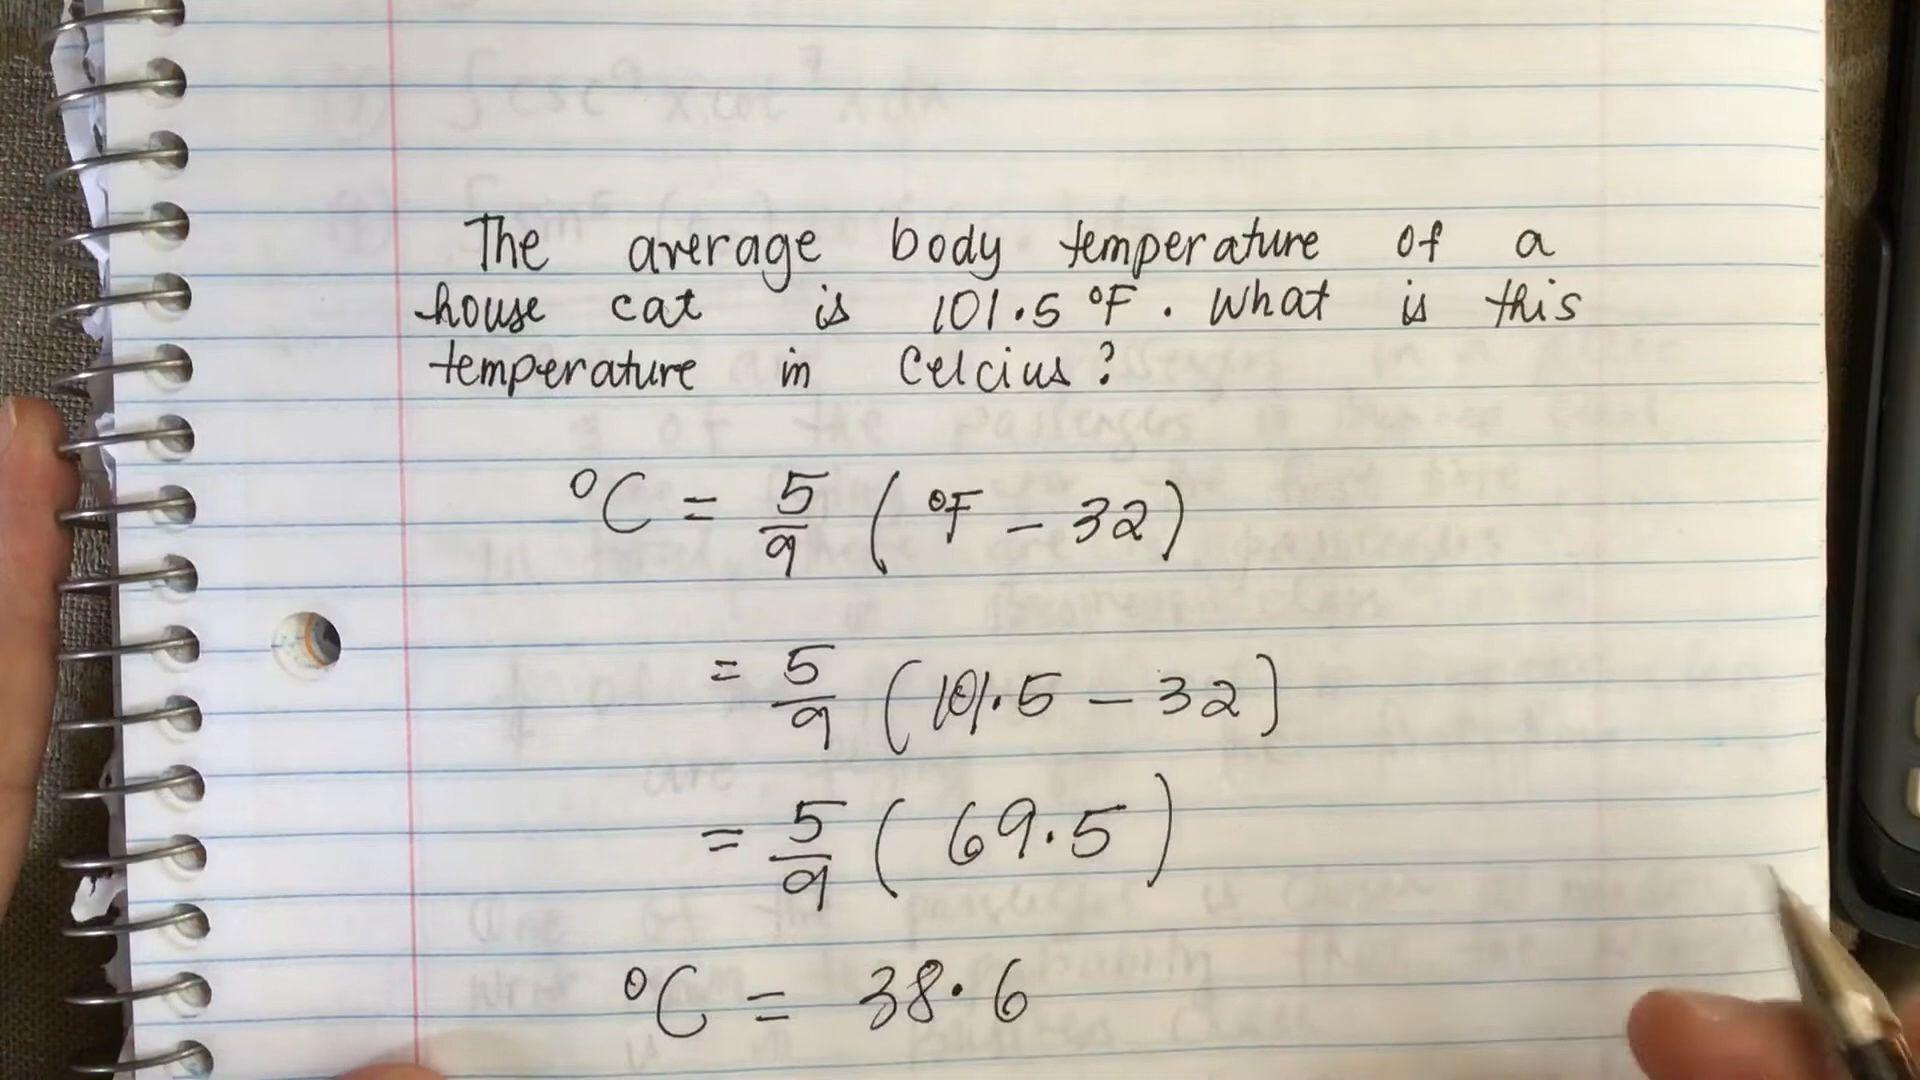 The average body temperature of a
house cat is 101.5 °F. What is this
temperature in Celcius?
°C = 5/9 (°F - 32)
= 5/9 (101.5 - 32)
= 5/9 (69.5)
°C = 38.6